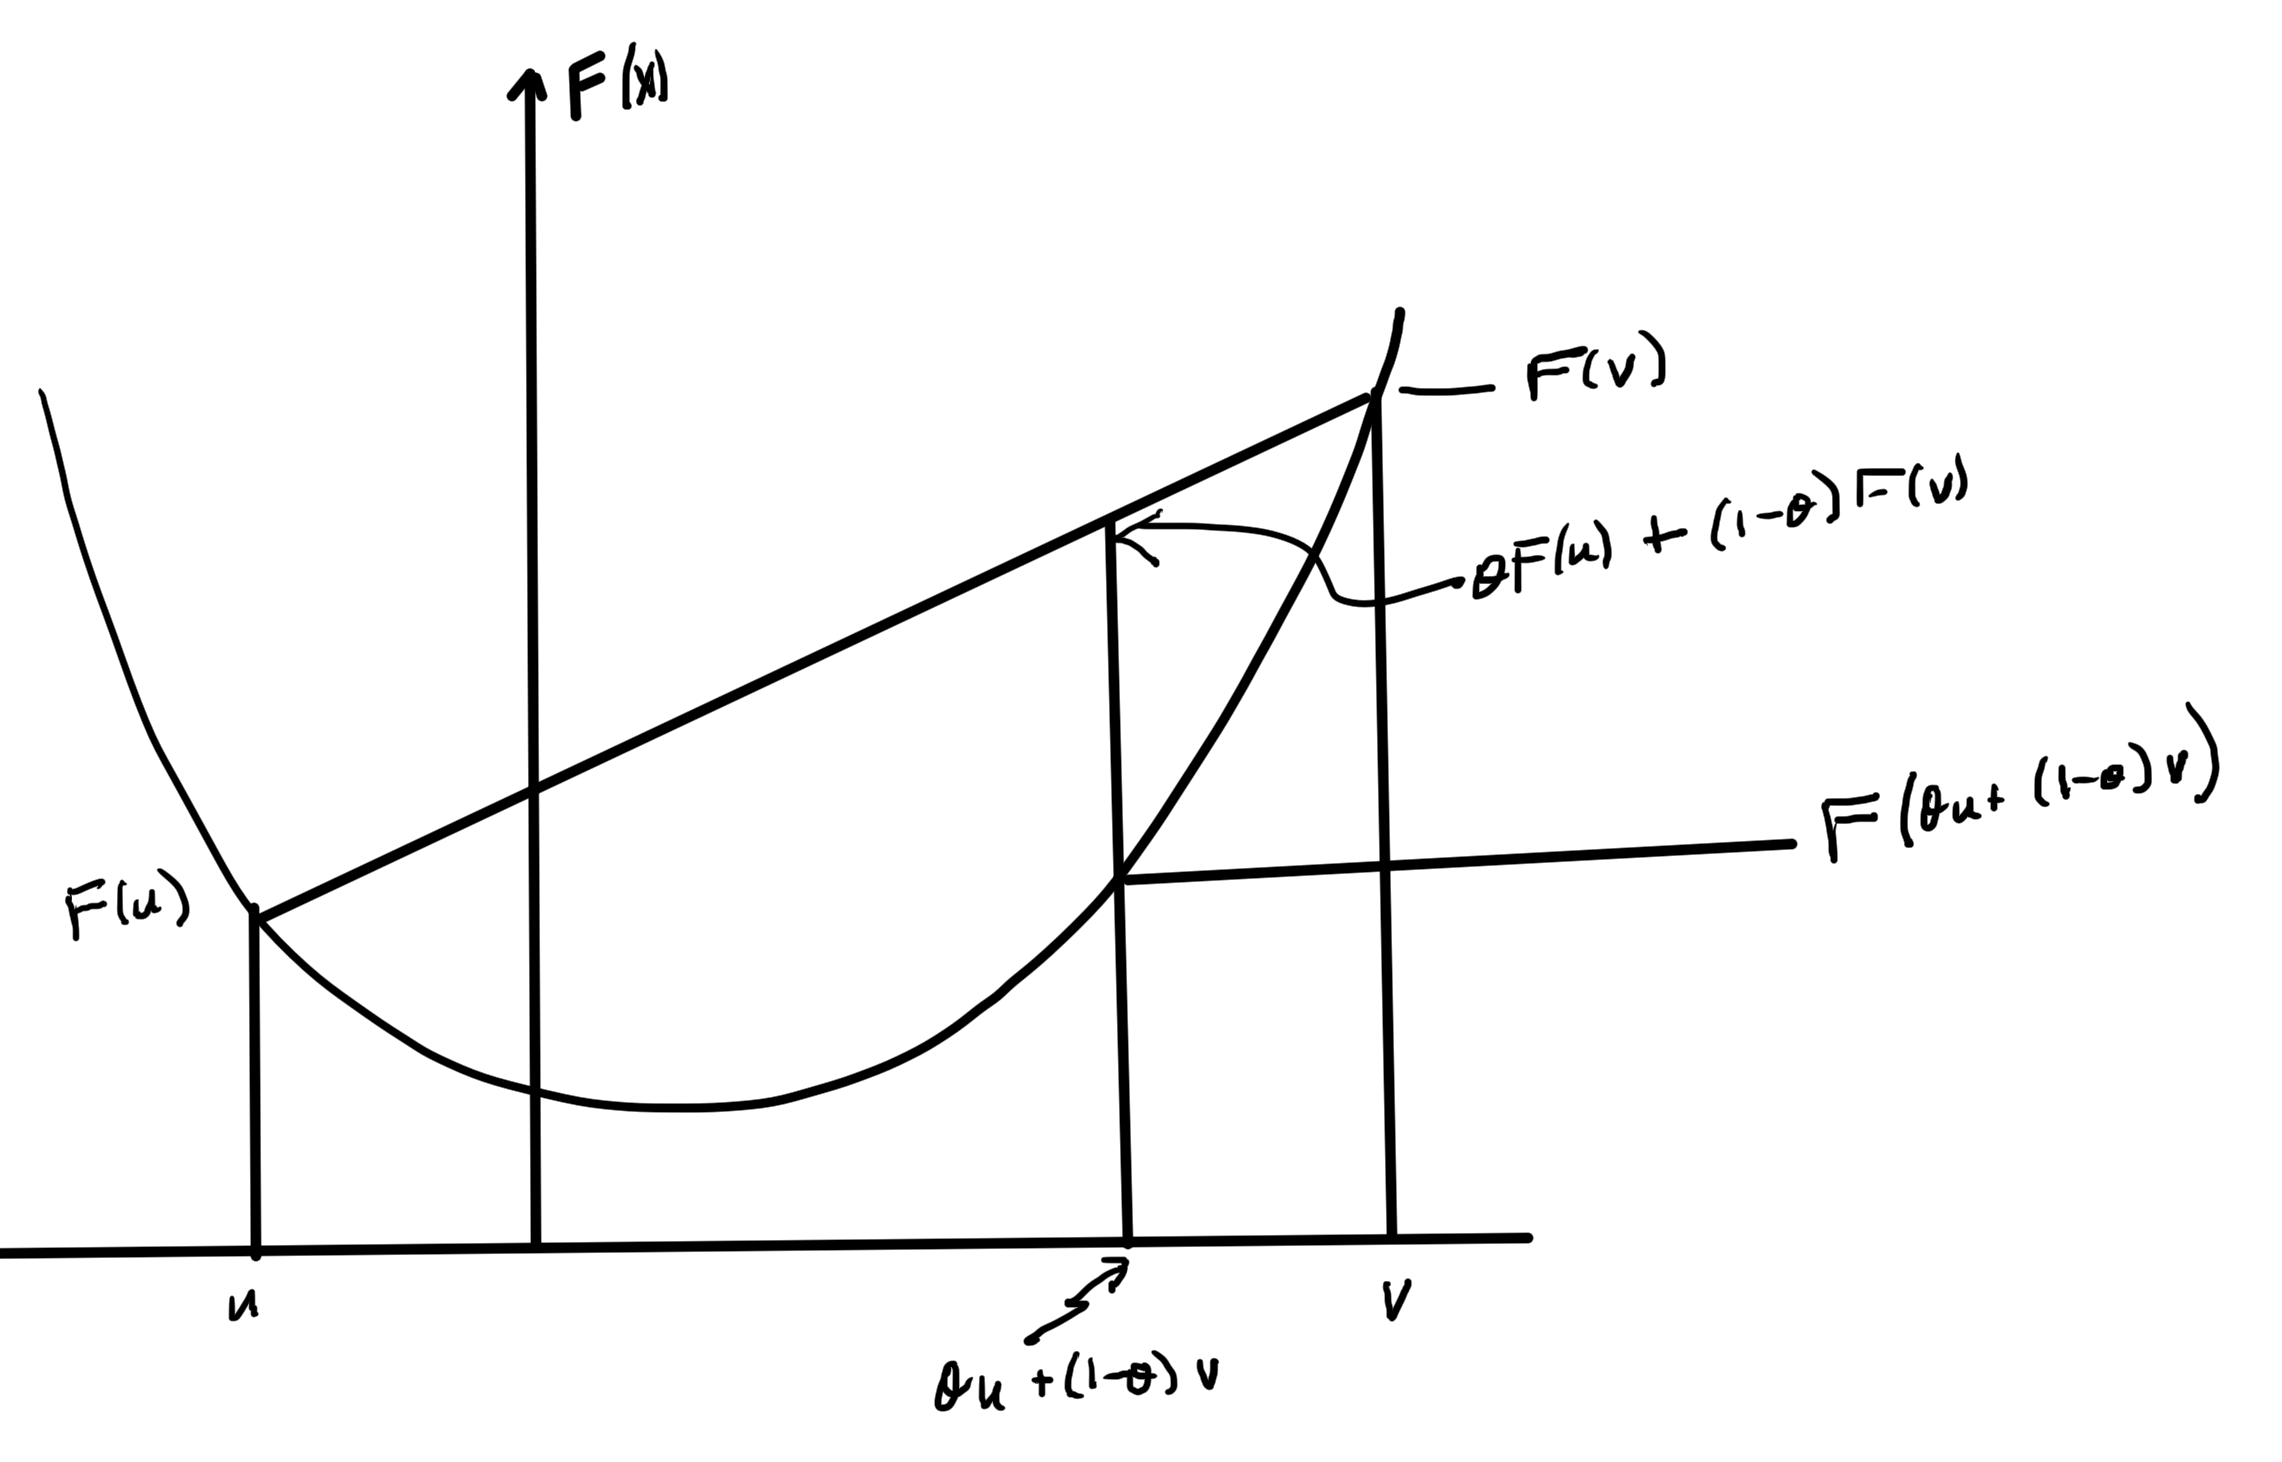 F(x)
F(v)
θF(u) + (1-θ)F(v)
F(θu+ (1-θ)v)
F(u)
u
v
θu +(1-θ) v